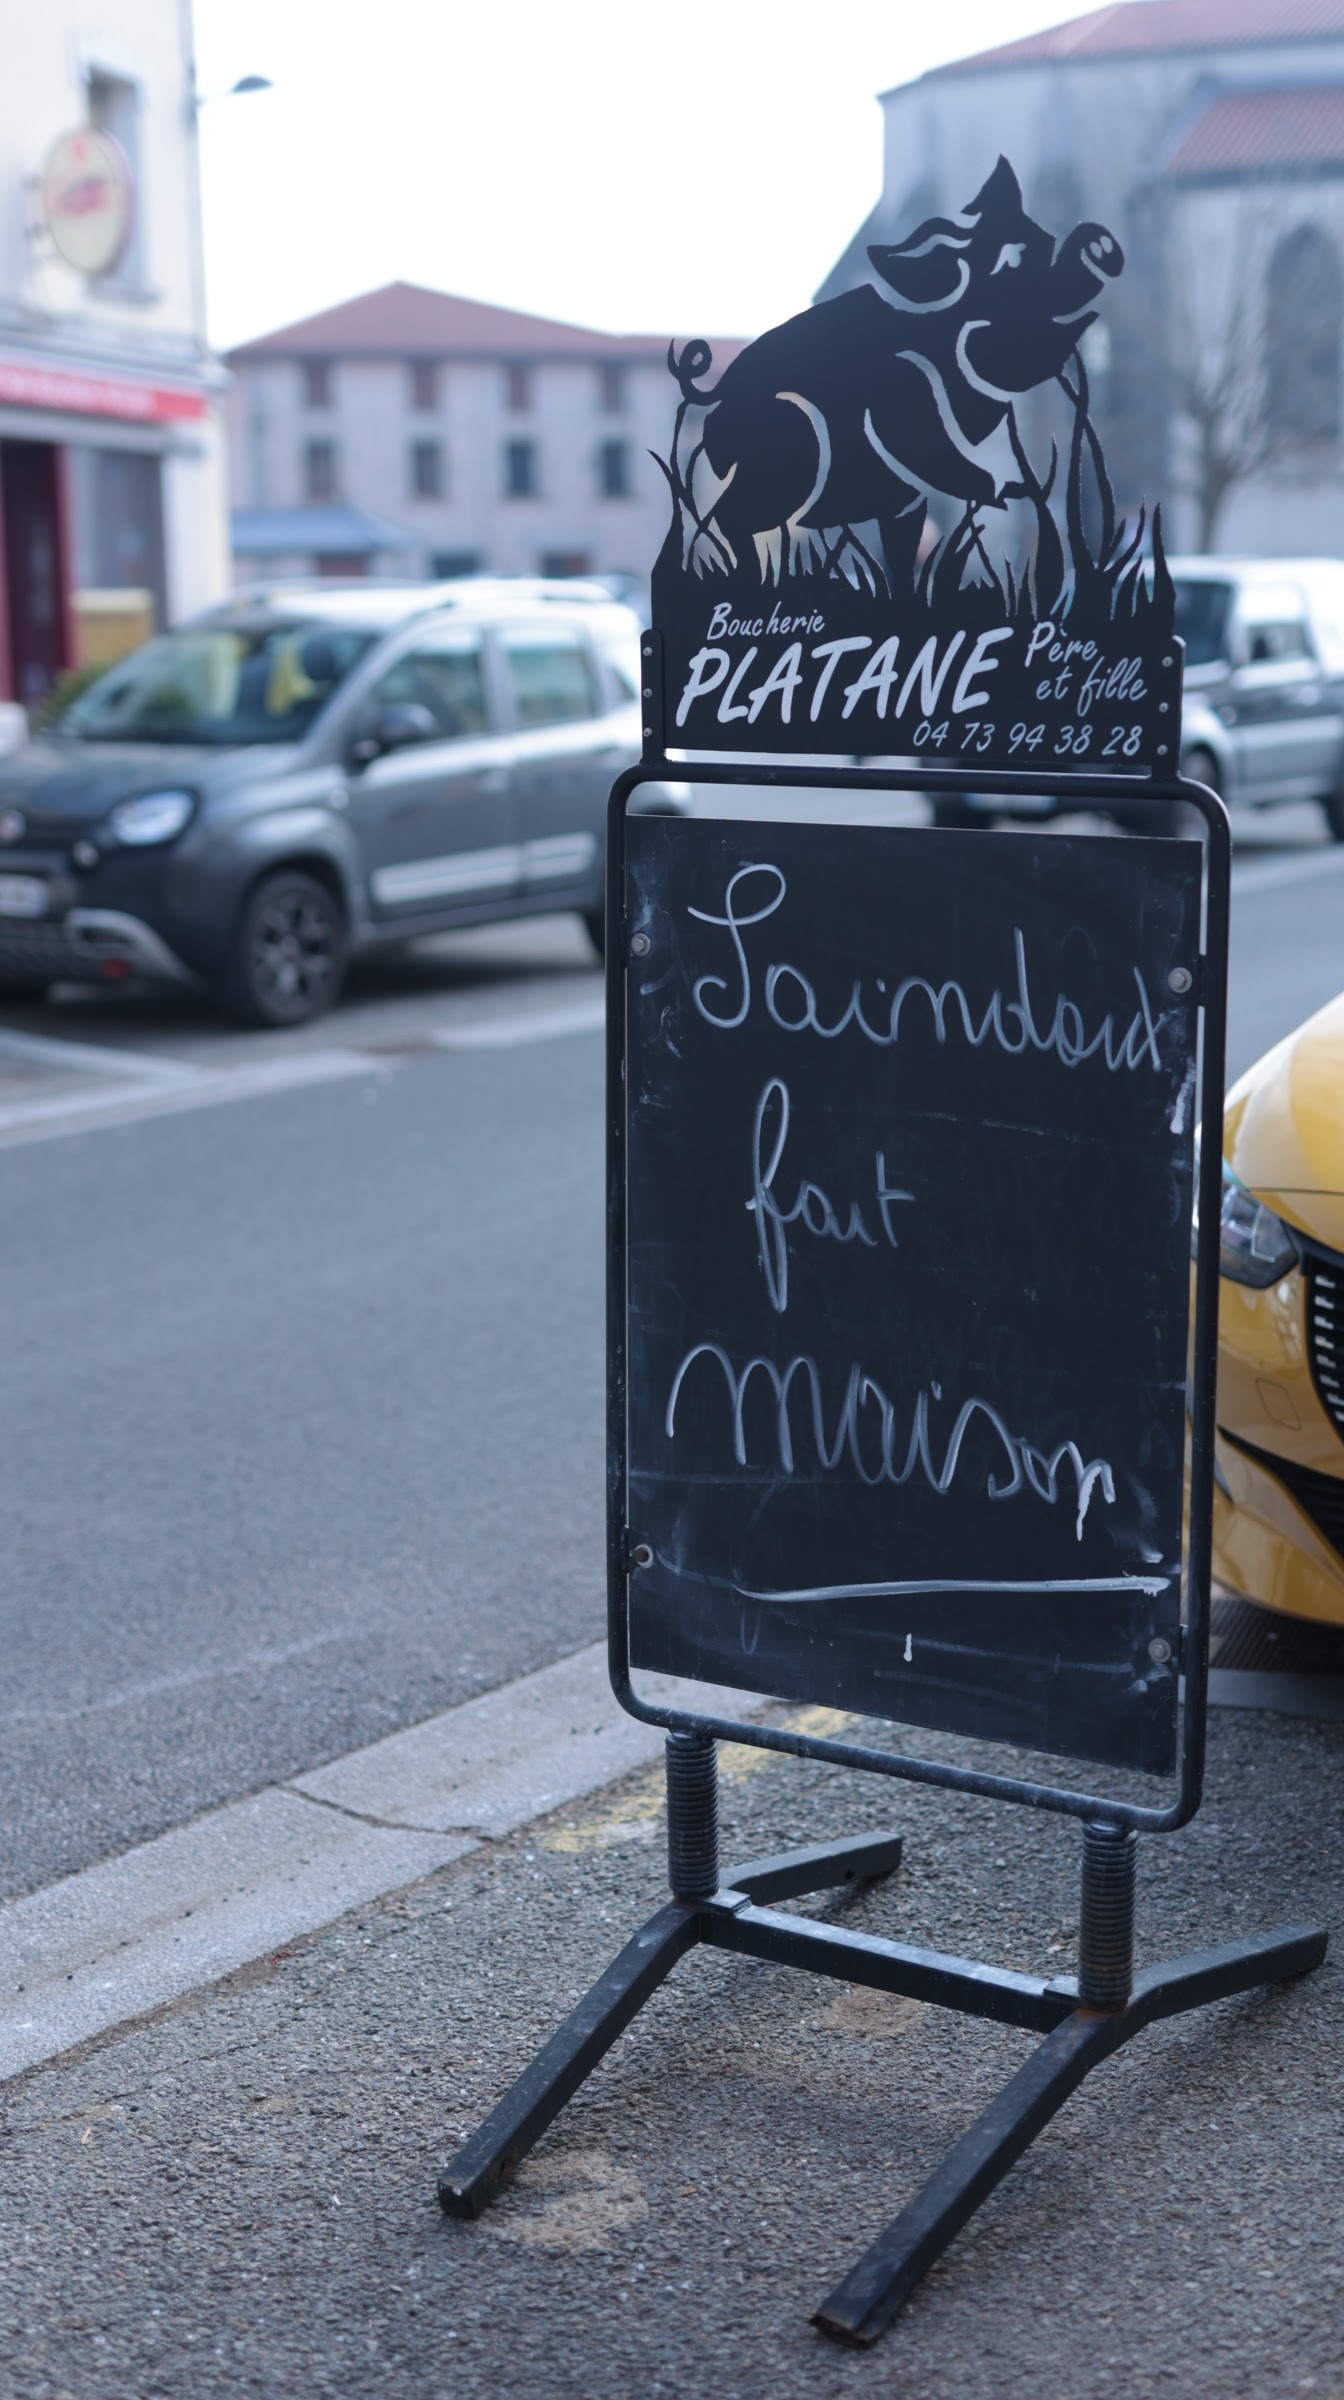 Boucherie
PLATANE Père
et fille
04 73 94 38 28
Saindoux
fait
maison